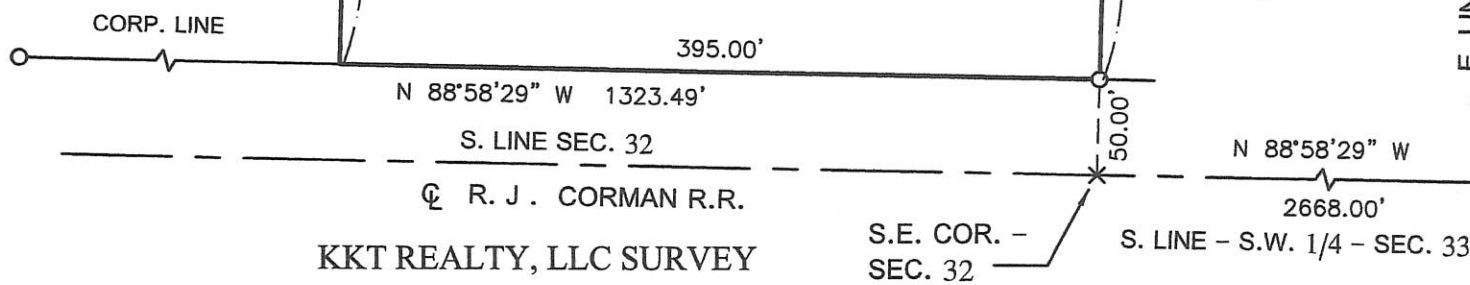 CORP. LINE
395.00'
N 88°58'29" W 1323.49'
50.00'
S. LINE SEC. 32
N 88°58'29" W
℄ R. J. CORMAN R.R.
2668.00'
S.E. COR. –
SEC. 32
S. LINE – S.W. 1/4 – SEC. 33
KKT REALTY, LLC SURVEY